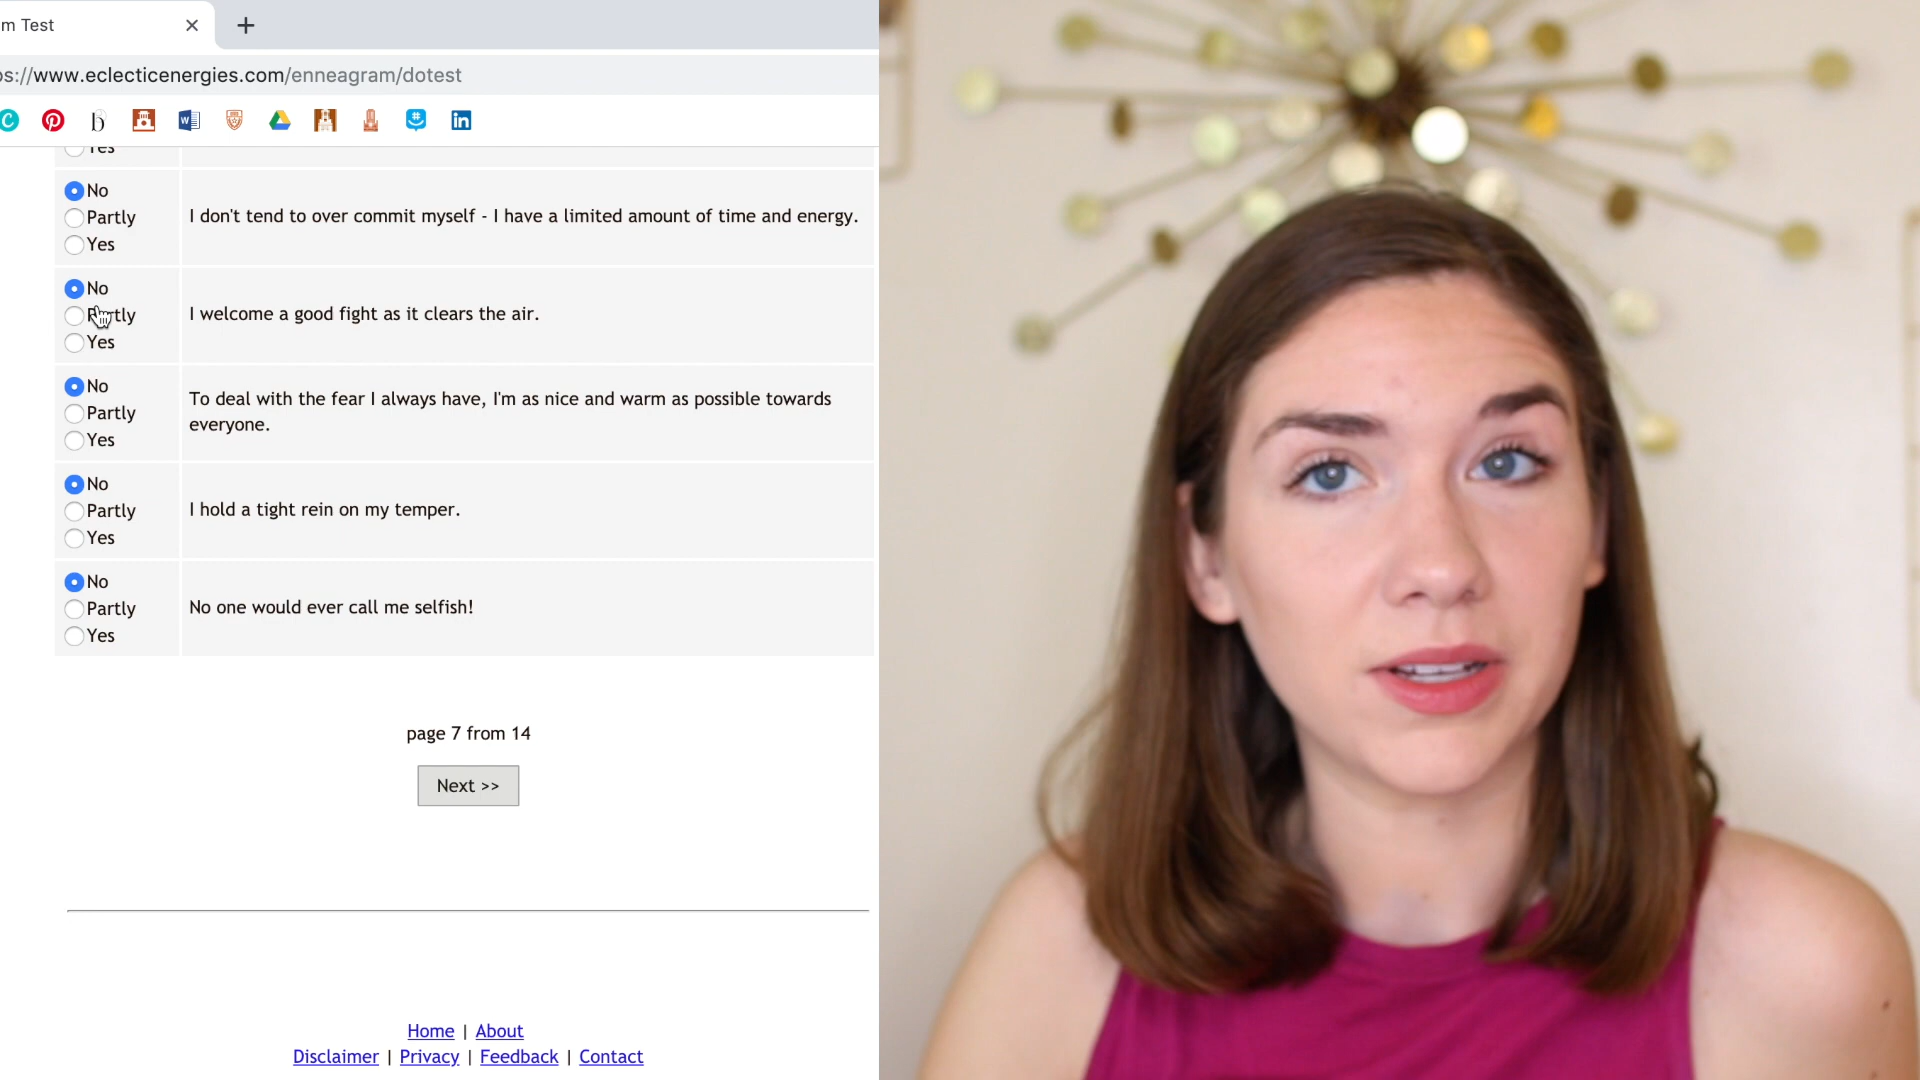 m Test
ps://www.eclecticenergies.com/enneagram/dotest
Yes
No
Partly
Yes
I don't tend to over commit myself - I have a limited amount of time and energy.
No
Partly
Yes
I welcome a good fight as it clears the air.
No
Partly
Yes
To deal with the fear I always have, I'm as nice and warm as possible towards
everyone.
No
Partly
Yes
I hold a tight rein on my temper.
No
Partly
Yes
No one would ever call me selfish!
page 7 from 14
Next >>
Home | About
Disclaimer | Privacy | Feedback | Contact